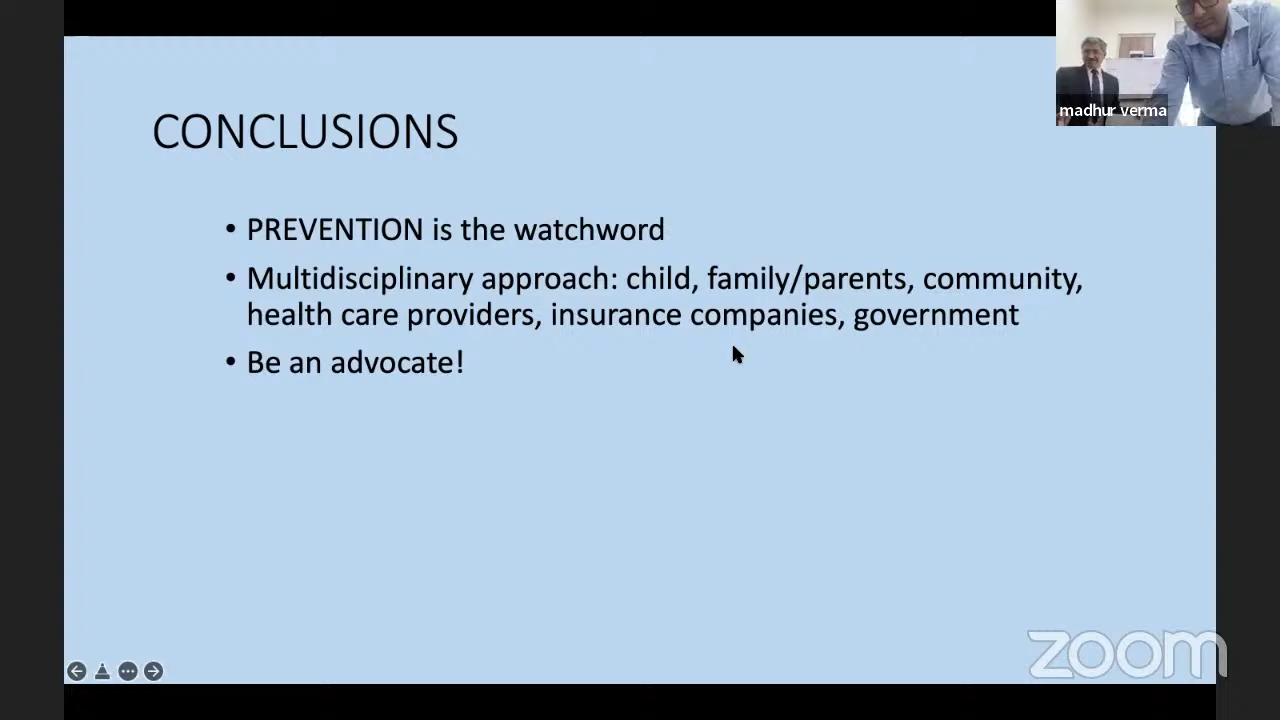 madhur verma
CONCLUSIONS
• PREVENTION is the watchword
• Multidisciplinary approach: child, family/parents, community,
health care providers, insurance companies, government
• Be an advocate!
zoom